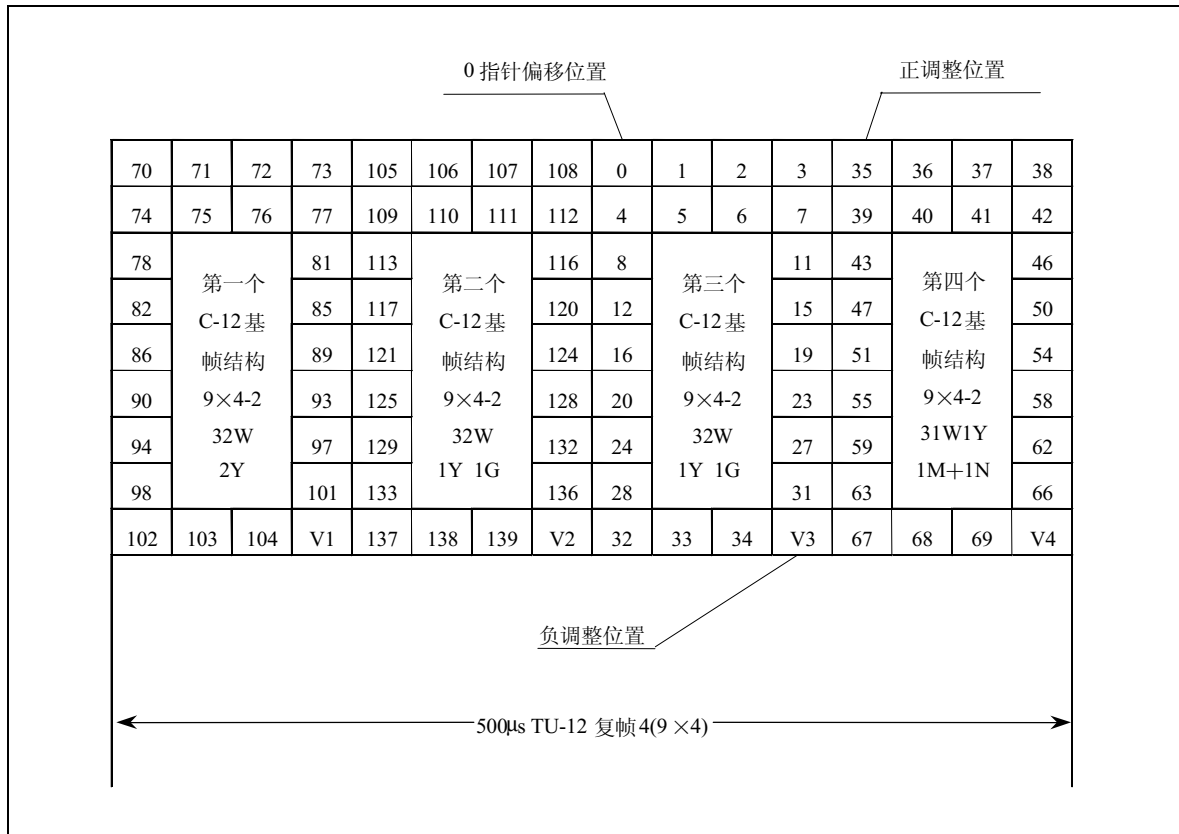 0 指针偏移位置 正调整位置
70 71 72 73 105 106 107 108 0 1 2 3 35 36 37 38
74 75 76 77 109 110 111 112 4 5 6 7 39 40 41 42
78 81 113 116 8 11 43 46
82 85 117 120 12 15 47 50
86 89 121 124 16 19 51 54
90 93 125 128 20 23 55 58
94 97 129 132 24 27 59 62
98 101 133 136 28 31 63 66
第一个
C-12基
帧结构
9×4-2
32W
2Y
第二个
C-12基
帧结构
9×4-2
32W
1Y 1G
第三个
C-12基
帧结构
9×4-2
32W
1Y 1G
第四个
C-12基
帧结构
9×4-2
31W1Y
1M+1N
102 103 104 V1 137 138 139 V2 32 33 34 V3 67 68 69 V4
负调整位置
500μs TU-12 复帧4(9 ×4)